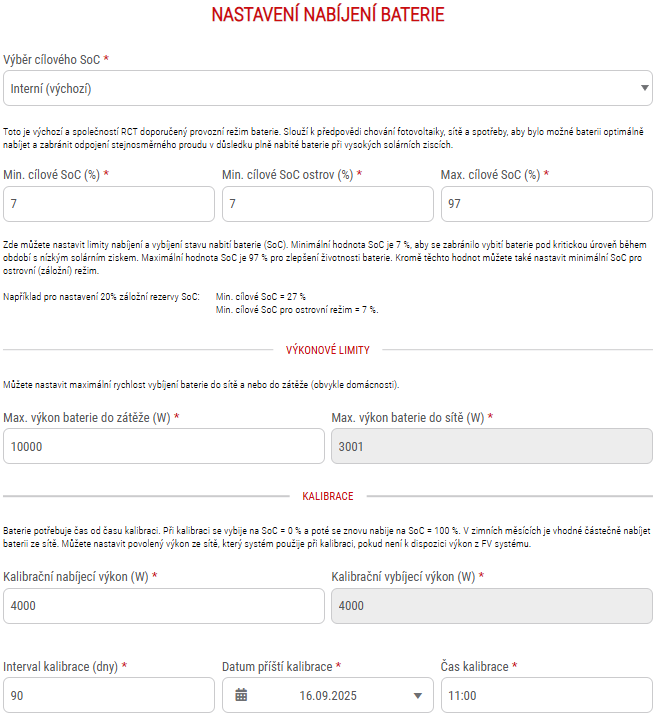 NASTAVENÍ NABÍJENÍ BATERIE
Výběr cílového SoC *
Interní (výchozí)
Toto je výchozí a společností RCT doporučený provozní režim baterie. Slouží k předpovědi chování fotovoltaiky, sítě a spotřeby, aby bylo možné baterii optimálně
nabíjet a zabránit odpojení stejnosměrného proudu v důsledku plně nabité baterie při vysokých solárních ziscích.
Min. cílové SoC (%) * Min. cílové SoC ostrov (%) * Max. cílové SoC (%) *
7 7 97
Zde můžete nastavit limity nabíjení a vybíjení stavu nabití baterie (SoC). Minimální hodnota SoC je 7 %, aby se zabránilo vybití baterie pod kritickou úroveň během
období s nízkým solárním ziskem. Maximální hodnota SoC je 97 % pro zlepšení životnosti baterie. Kromě těchto hodnot můžete také nastavit minimální SoC pro
ostrovní (záložní) režim.
Například pro nastavení 20% záložní rezervy SoC: Min. cílové SoC = 27 %
Min. cílové SoC pro ostrovní režim = 7 %.
VÝKONOVÉ LIMITY
Můžete nastavit maximální rychlost vybíjení baterie do sítě a nebo do zátěže (obvykle domácnosti).
Max. výkon baterie do zátěže (W) * Max. výkon baterie do sítě (W) *
10000 3001
KALIBRACE
Baterie potřebuje čas od času kalibraci. Při kalibraci se vybije na SoC = 0 % a poté se znovu nabije na SoC = 100 %. V zimních měsících je vhodné částečně nabíjet
baterii ze sítě. Můžete nastavit povolený výkon ze sítě, který systém použije při kalibraci, pokud není k dispozici výkon z FV systému.
Kalibrační nabíjecí výkon (W) * Kalibrační vybíjecí výkon (W) *
4000 4000
Interval kalibrace (dny) * Datum příští kalibrace * Čas kalibrace *
90 16.09.2025 11:00